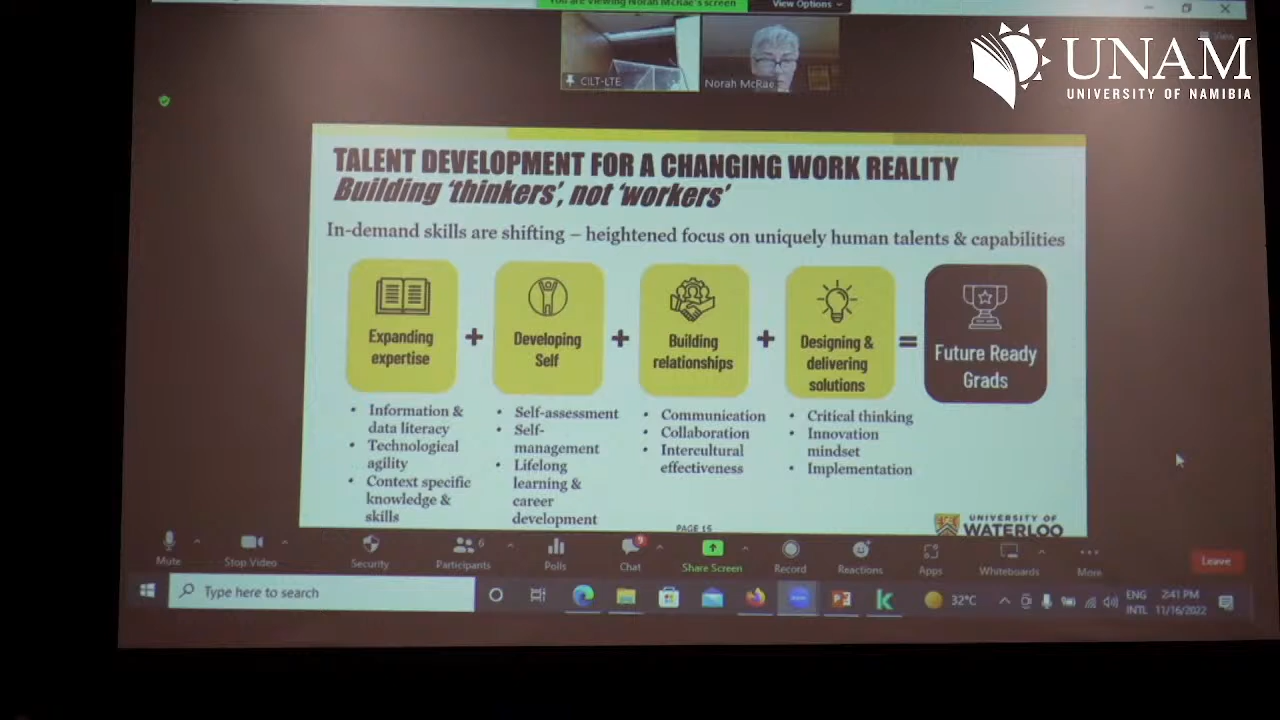 You are viewing Norah McRae's screen
View Options
View
CILT-LTE
Norah McRae
UNAM
UNIVERSITY OF NAMIBIA
TALENT DEVELOPMENT FOR A CHANGING WORK REALITY
Building 'thinkers', not 'workers'
In-demand skills are shifting – heightened focus on uniquely human talents & capabilities
Expanding
expertise
+
Developing
Self
+
Building
relationships
+
Designing &
delivering
solutions
=
Future Ready
Grads
• Information &
data literacy
• Technological
agility
• Context specific
knowledge &
skills
• Self-assessment
• Self-
management
• Lifelong
learning &
career
development
• Communication
• Collaboration
• Intercultural
effectiveness
• Critical thinking
• Innovation
mindset
• Implementation
PAGE 15
UNIVERSITY OF
WATERLOO
Mute
Stop Video
Security
Participants
6
Polls
Chat
9
Share Screen
Record
Reactions
Apps
Whiteboards
More
Leave
Type here to search
32°C
ENG
INTL
2:41 PM
11/16/2022